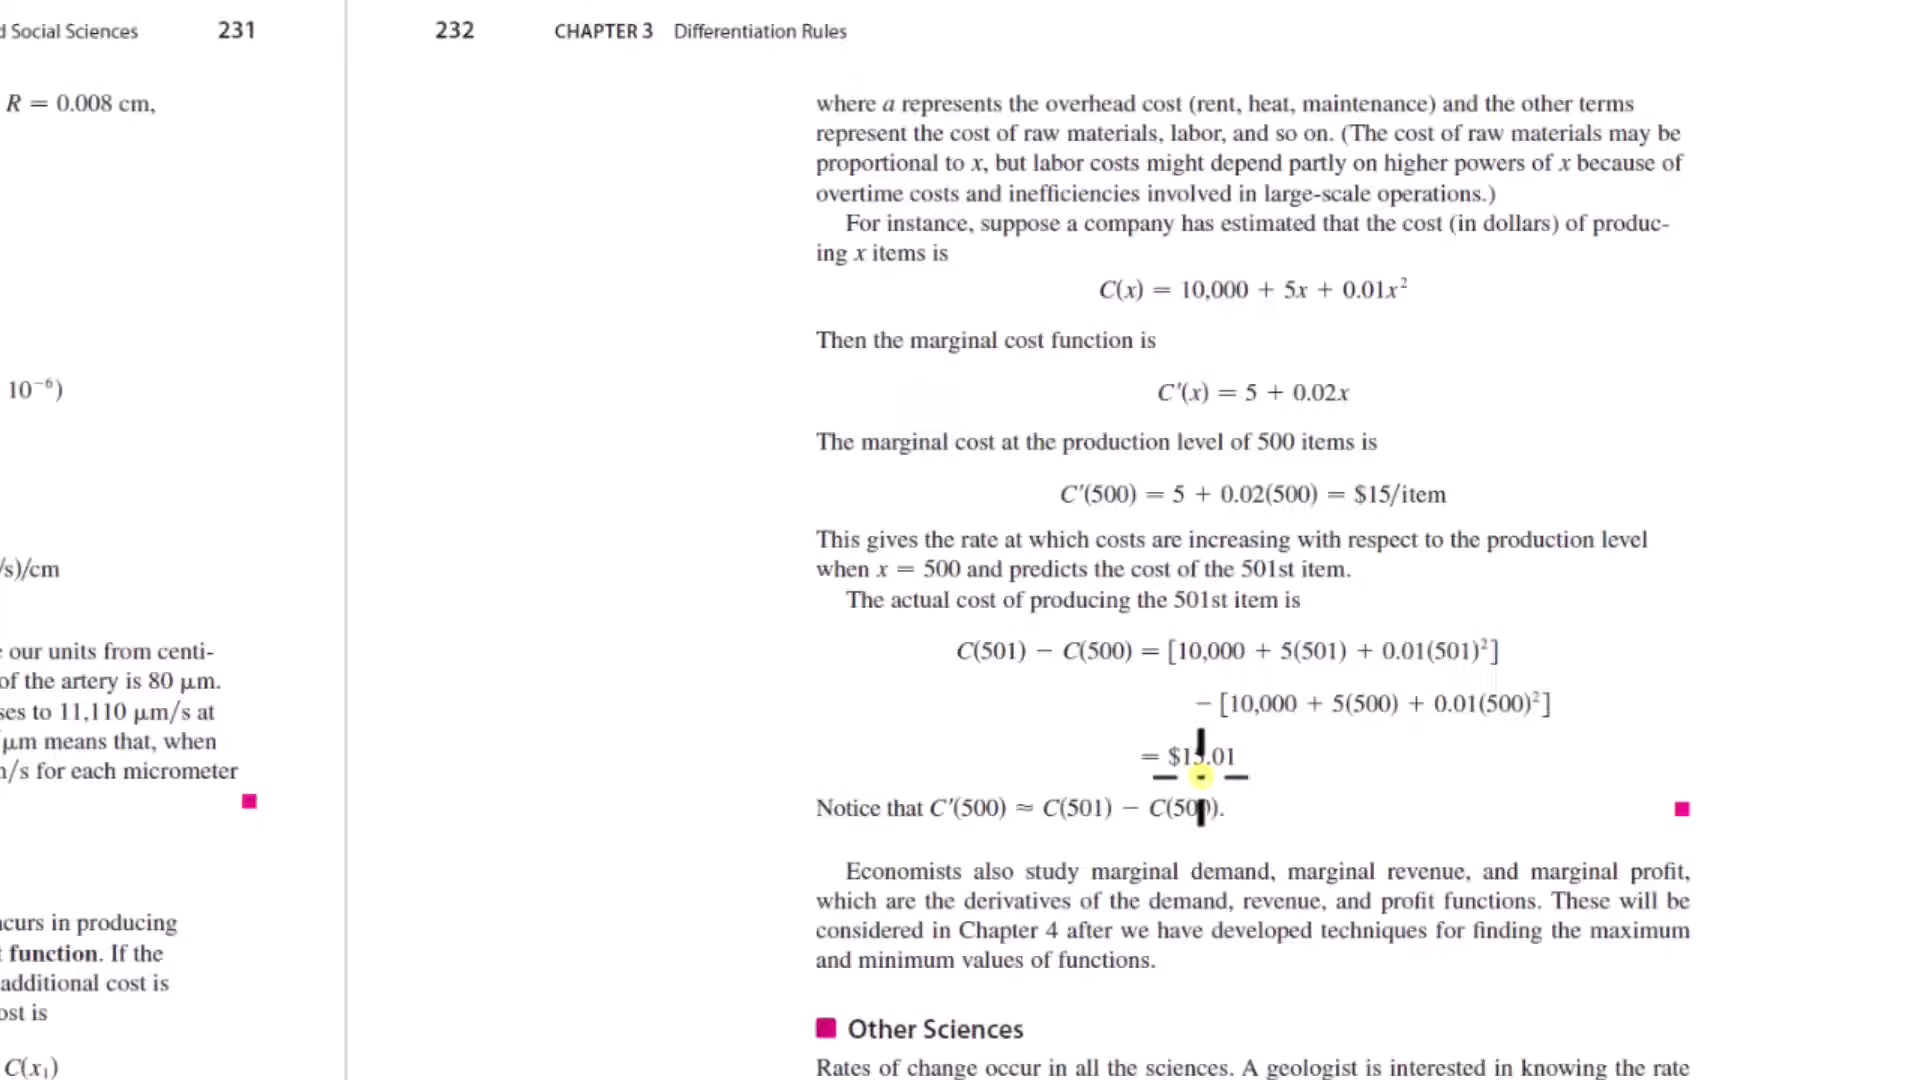 d Social Sciences 231
R = 0.008 cm,
10⁻⁶)
/s)/cm
our units from centi-
of the artery is 80 μm.
ses to 11,110 μm/s at
μm means that, when
n/s for each micrometer
curs in producing
function. If the
additional cost is
ost is
C(x₁)
232 CHAPTER 3 Differentiation Rules
where a represents the overhead cost (rent, heat, maintenance) and the other terms
represent the cost of raw materials, labor, and so on. (The cost of raw materials may be
proportional to x, but labor costs might depend partly on higher powers of x because of
overtime costs and inefficiencies involved in large-scale operations.)
For instance, suppose a company has estimated that the cost (in dollars) of produc-
ing x items is
C(x) = 10,000 + 5x + 0.01x²
Then the marginal cost function is
C′(x) = 5 + 0.02x
The marginal cost at the production level of 500 items is
C′(500) = 5 + 0.02(500) = $15/item
This gives the rate at which costs are increasing with respect to the production level
when x = 500 and predicts the cost of the 501st item.
The actual cost of producing the 501st item is
C(501) − C(500) = [10,000 + 5(501) + 0.01(501)²]
− [10,000 + 5(500) + 0.01(500)²]
= $15.01
Notice that C′(500) ≈ C(501) − C(500).
Economists also study marginal demand, marginal revenue, and marginal profit,
which are the derivatives of the demand, revenue, and profit functions. These will be
considered in Chapter 4 after we have developed techniques for finding the maximum
and minimum values of functions.
Other Sciences
Rates of change occur in all the sciences. A geologist is interested in knowing the rate